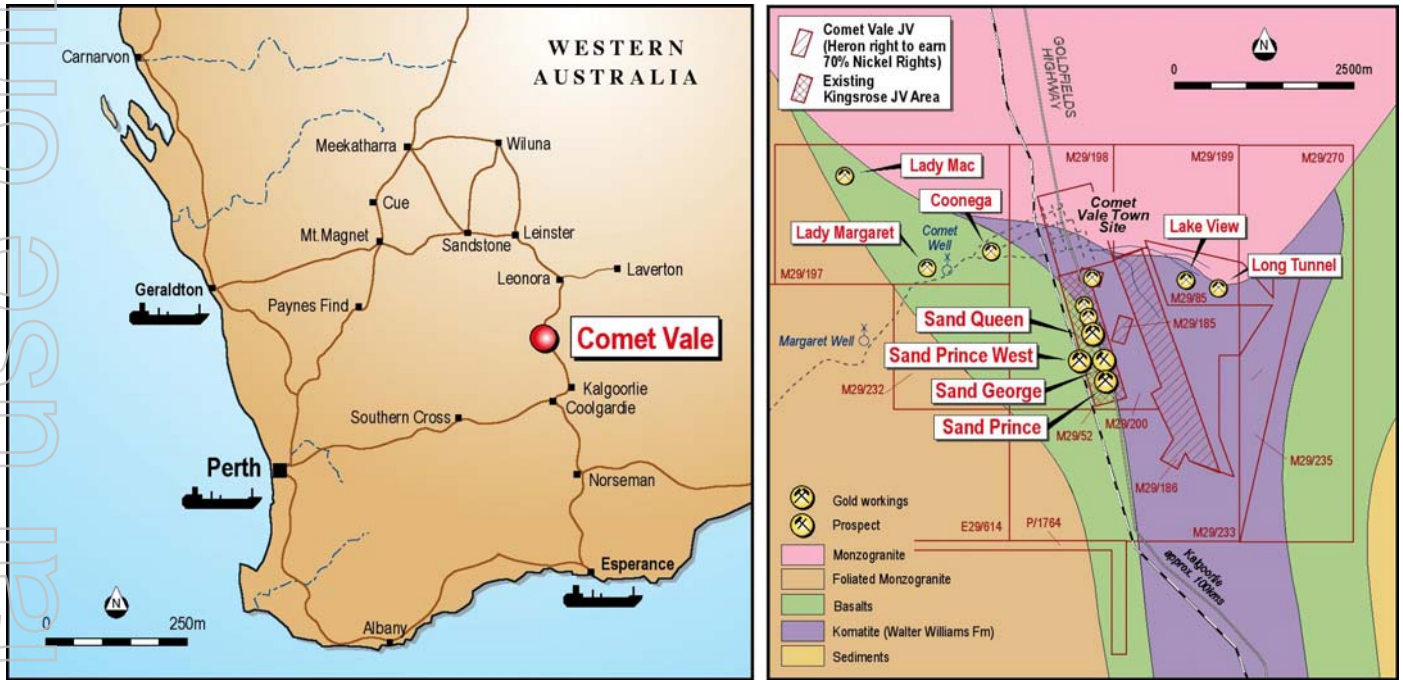 WESTERN
AUSTRALIA
Carnarvon
Meekatharra
Wiluna
Cue
Mt. Magnet
Sandstone
Leinster
Leonora
Laverton
Geraldton
Paynes Find
Comet Vale
Kalgoorlie
Coolgardie
Southern Cross
Perth
Norseman
Esperance
Albany
N
0 250m
Comet Vale JV
(Heron right to earn
70% Nickel Rights)
Existing
Kingsrose JV Area
GOLDFIELDS
HIGHWAY
N
0 2500m
M29/198
M29/199
M29/270
Lady Mac
Coonega
Comet
Vale Town
Site
Lady Margaret
Comet
Well
Lake View
Long Tunnel
M29/197
M29/85
Sand Queen
M29/185
Margaret Well
Sand Prince West
M29/232
Sand George
Sand Prince
M29/52
M29/200
M29/235
M29/186
E29/614
P/1764
M29/233
Kalgoorlie
approx. 100kms
Gold workings
Prospect
Monzogranite
Foliated Monzogranite
Basalts
Komatite (Walter Williams Fm)
Sediments